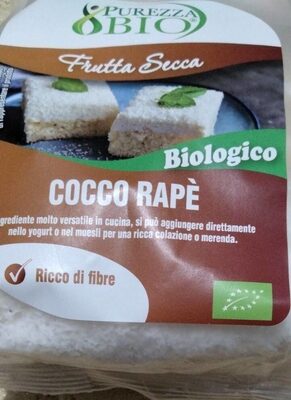 PUREZZA
BIO
Frutta Secca
Biologico
COCCO RAPÈ
ngrediente molto versatile in cucina, si può aggiungere direttamente
nello yogurt o nel muesli per una ricca colazione o merenda.
Ricco di fibre